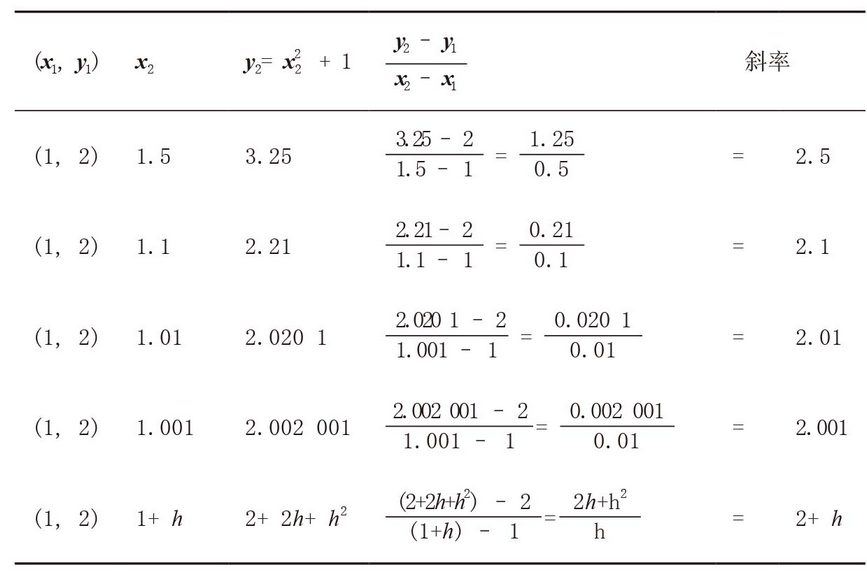 (x₁, y₁) x₂ y₂= x₂² + 1 (y₂ - y₁)/(x₂ - x₁) 斜率
(1, 2) 1.5 3.25 (3.25 - 2)/(1.5 - 1) = 1.25/0.5 = 2.5
(1, 2) 1.1 2.21 (2.21 - 2)/(1.1 - 1) = 0.21/0.1 = 2.1
(1, 2) 1.01 2.020 1 (2.020 1 - 2)/(1.001 - 1) = 0.020 1/0.01 = 2.01
(1, 2) 1.001 2.002 001 (2.002 001 - 2)/(1.001 - 1) = 0.002 001/0.01 = 2.001
(1, 2) 1+ h 2+ 2h+ h² ((2+2h+h²) - 2)/((1+h) - 1) = (2h+h²)/h = 2+ h